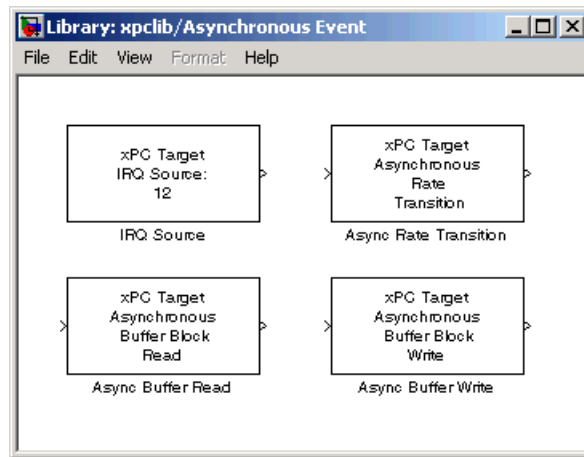 Library: xpclib/Asynchronous Event
File Edit View Format Help
xPC Target
IRQ Source:
12
IRQ Source
xPC Target
Asynchronous
Rate
Transition
Async Rate Transition
xPC Target
Asynchronous
Buffer Block
Read
Async Buffer Read
xPC Target
Asynchronous
Buffer Block
Write
Async Buffer Write